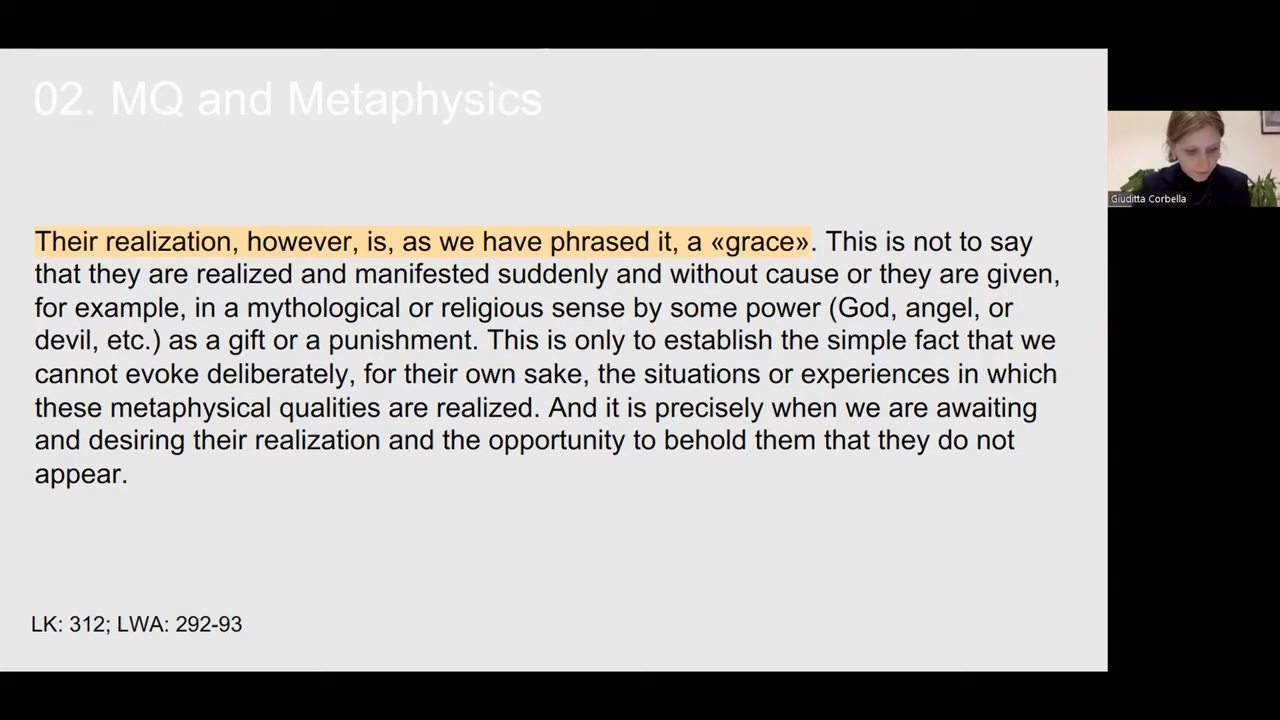 02. MQ and Metaphysics
Their realization, however, is, as we have phrased it, a «grace». This is not to say
that they are realized and manifested suddenly and without cause or they are given,
for example, in a mythological or religious sense by some power (God, angel, or
devil, etc.) as a gift or a punishment. This is only to establish the simple fact that we
cannot evoke deliberately, for their own sake, the situations or experiences in which
these metaphysical qualities are realized. And it is precisely when we are awaiting
and desiring their realization and the opportunity to behold them that they do not
appear.
LK: 312; LWA: 292-93
Giuditta Corbella